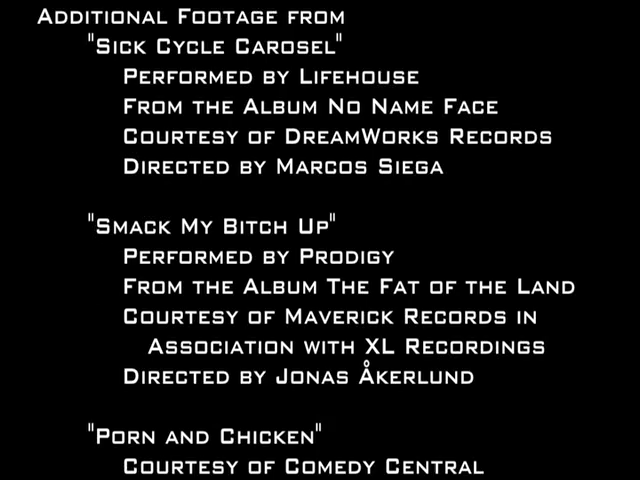 Additional Footage from
"Sick Cycle Carosel"
Performed by Lifehouse
From the Album No Name Face
Courtesy of DreamWorks Records
Directed by Marcos Siega
"Smack My Bitch Up"
Performed by Prodigy
From the Album The Fat of the Land
Courtesy of Maverick Records in
Association with XL Recordings
Directed by Jonas Åkerlund
"Porn and Chicken"
Courtesy of Comedy Central